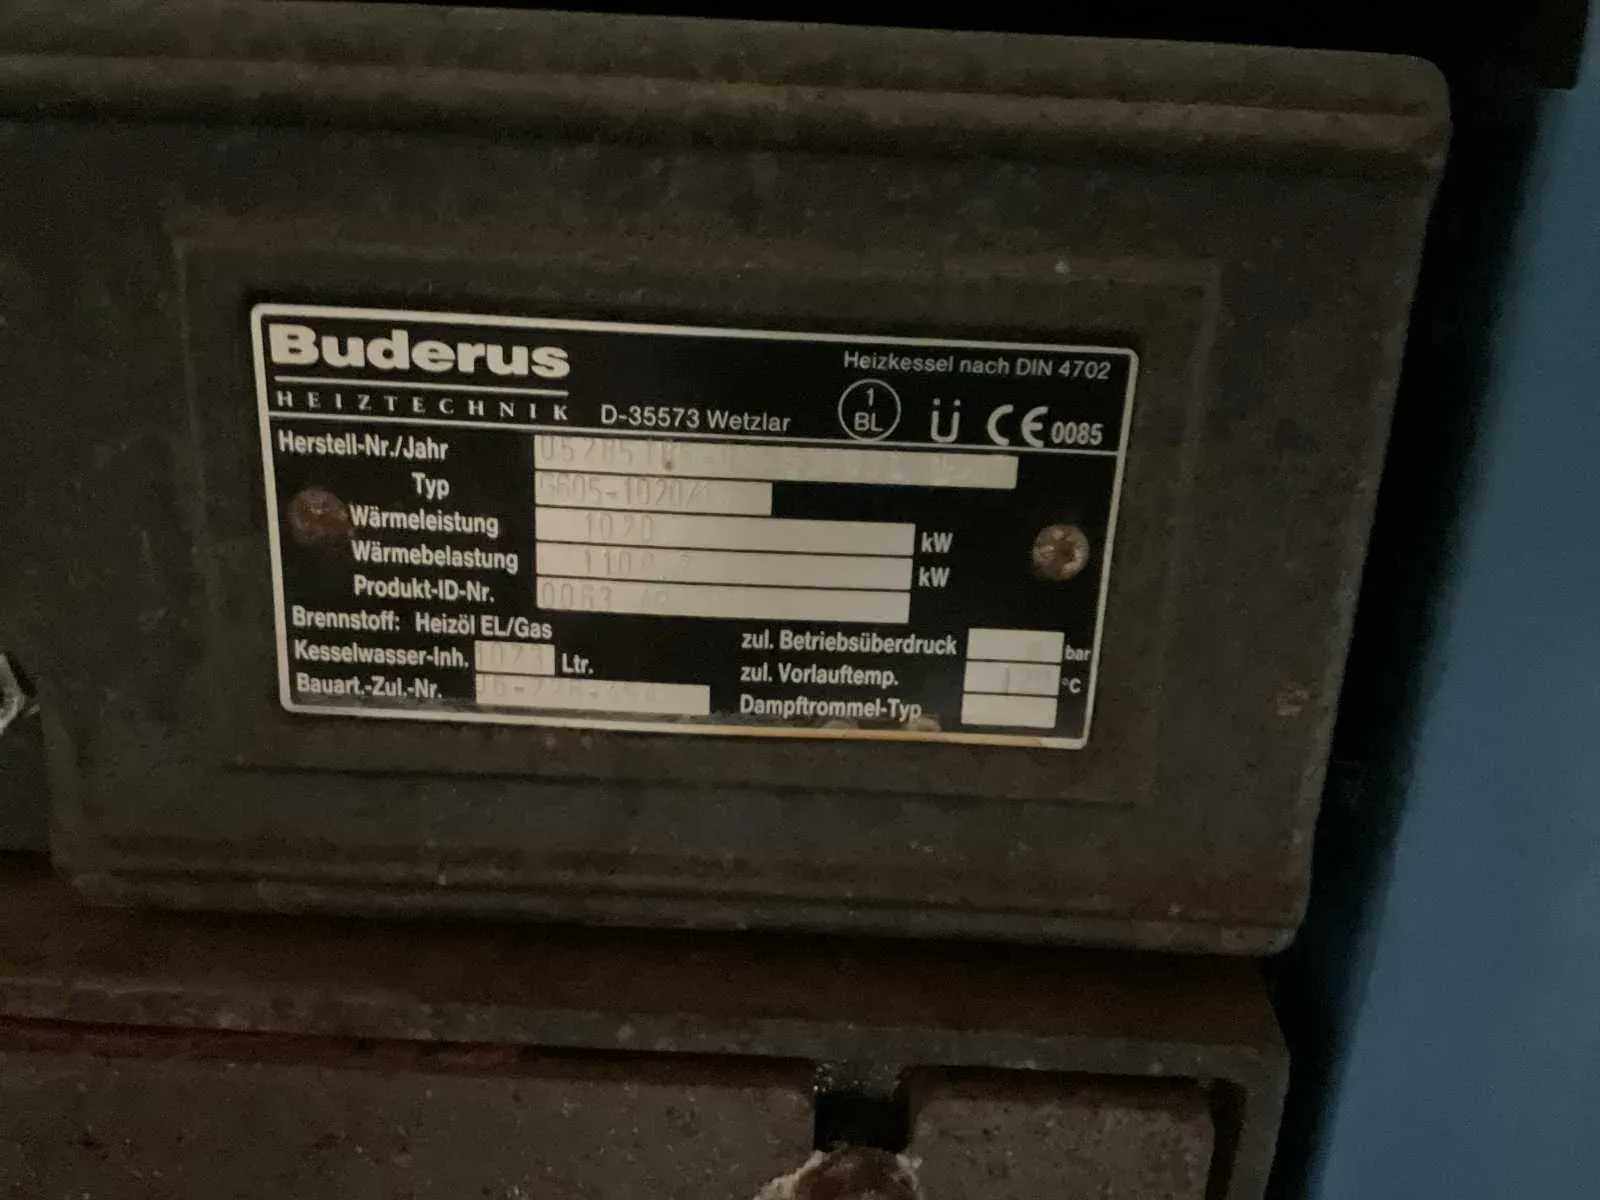 Buderus
HEIZTECHNIK D-35573 Wetzlar
Heizkessel nach DIN 4702
1 BL Ü CE 0085
Herstell-Nr./Jahr
Typ
Wärmeleistung 1020 kW
Wärmebelastung kW
Produkt-ID-Nr. 0063
Brennstoff: Heizöl EL/Gas
Kesselwasser-Inh. Ltr.
Bauart.-Zul.-Nr.
zul. Betriebsüberdruck bar
zul. Vorlauftemp. °C
Dampftrommel-Typ